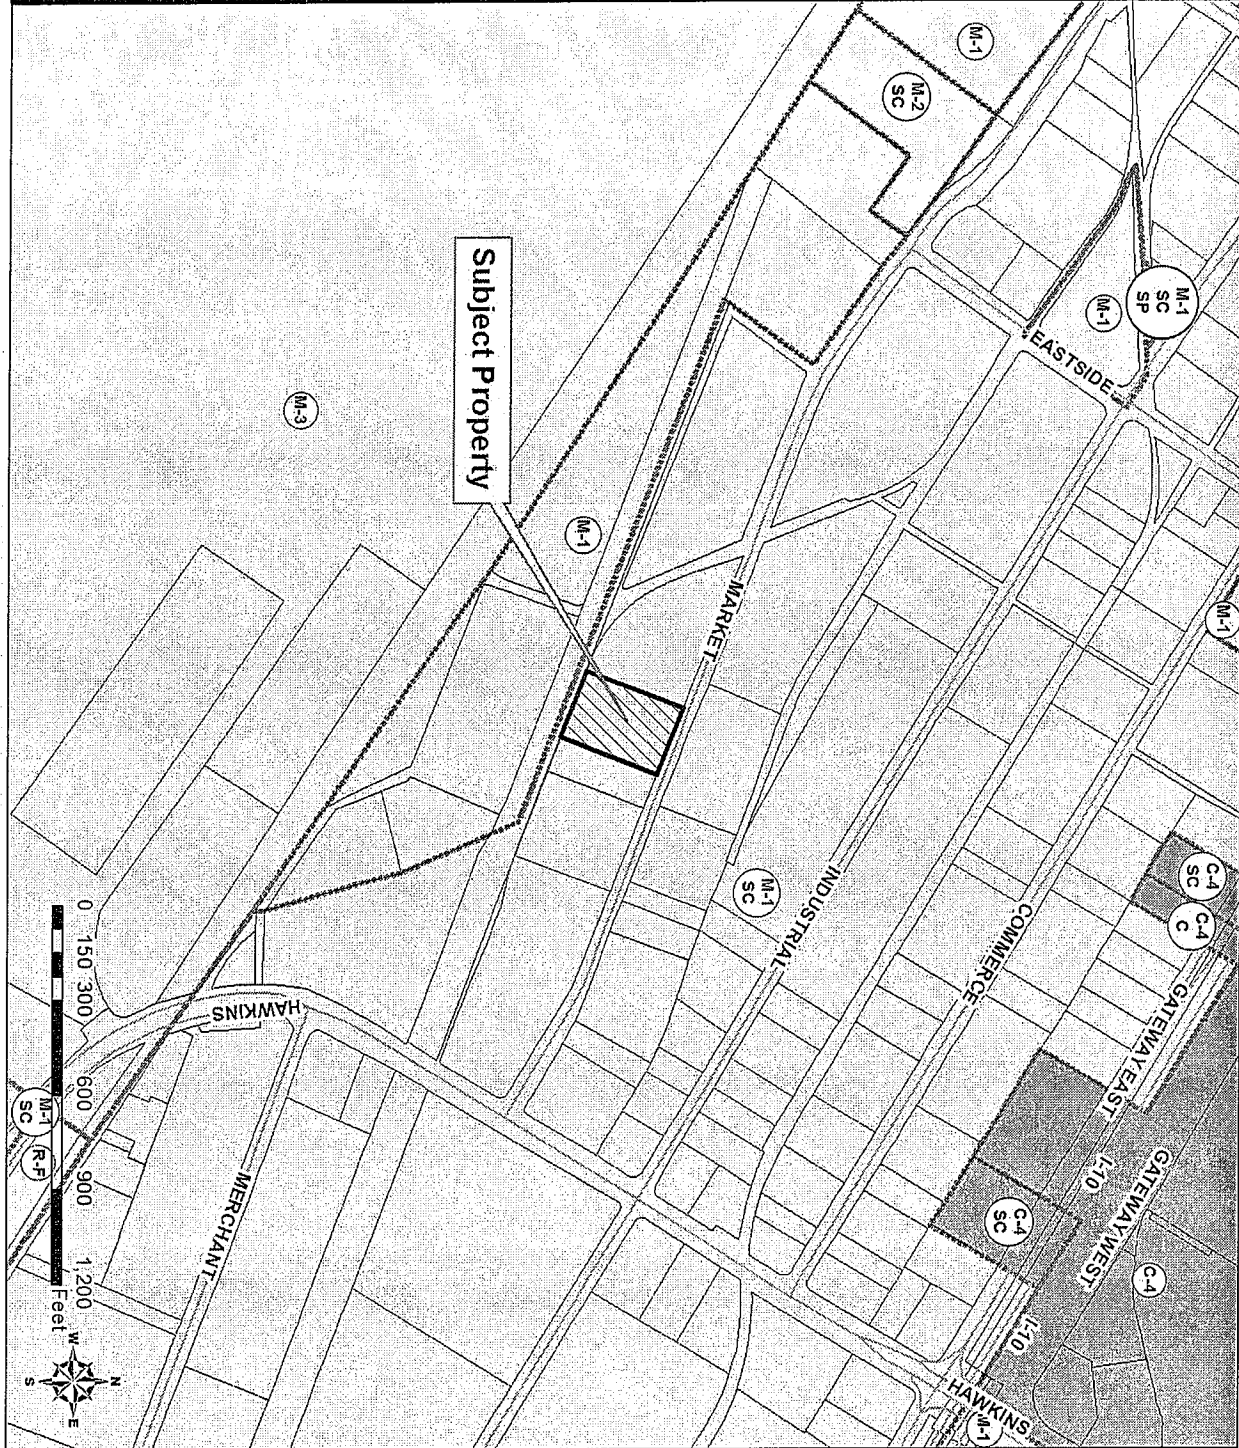 M-1
M-2
SC
M-1
SC
SP
M-1
EASTSIDE
Subject Property
M-3
M-1
MARKET
M-1
M-1
SC
INDUSTRIAL
COMMERCE
C-4
SC
C-4
C
GATEWAY EAST
I-10
GATEWAY WEST
C-4
SC
C-4
I-10
HAWKINS
M-1
HAWKINS
MERCHANT
M-1
SC
R-F
0 150 300 600 900 1,200
Feet
N
W
E
S